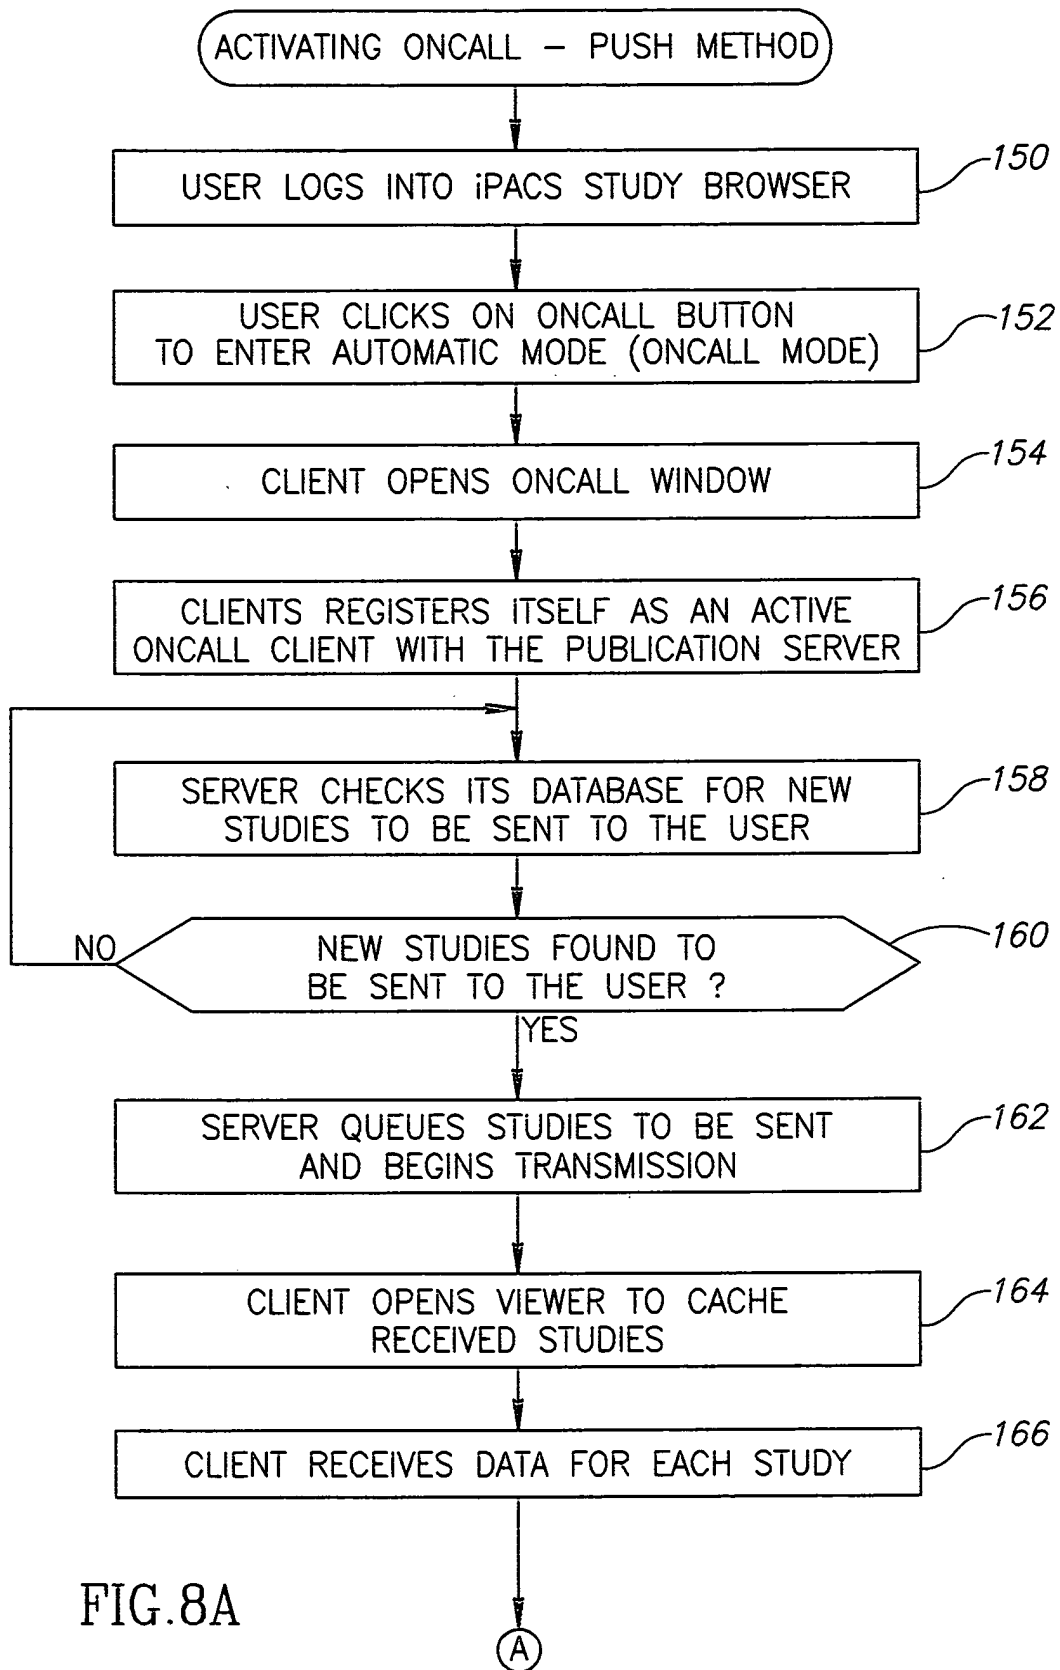 ACTIVATING ONCALL – PUSH METHOD
USER LOGS INTO iPACS STUDY BROWSER
150
USER CLICKS ON ONCALL BUTTON
TO ENTER AUTOMATIC MODE (ONCALL MODE)
152
CLIENT OPENS ONCALL WINDOW
154
CLIENTS REGISTERS ITSELF AS AN ACTIVE
ONCALL CLIENT WITH THE PUBLICATION SERVER
156
SERVER CHECKS ITS DATABASE FOR NEW
STUDIES TO BE SENT TO THE USER
158
NO
NEW STUDIES FOUND TO
BE SENT TO THE USER ?
160
YES
SERVER QUEUES STUDIES TO BE SENT
AND BEGINS TRANSMISSION
162
CLIENT OPENS VIEWER TO CACHE
RECEIVED STUDIES
164
CLIENT RECEIVES DATA FOR EACH STUDY
166
FIG.8A
A